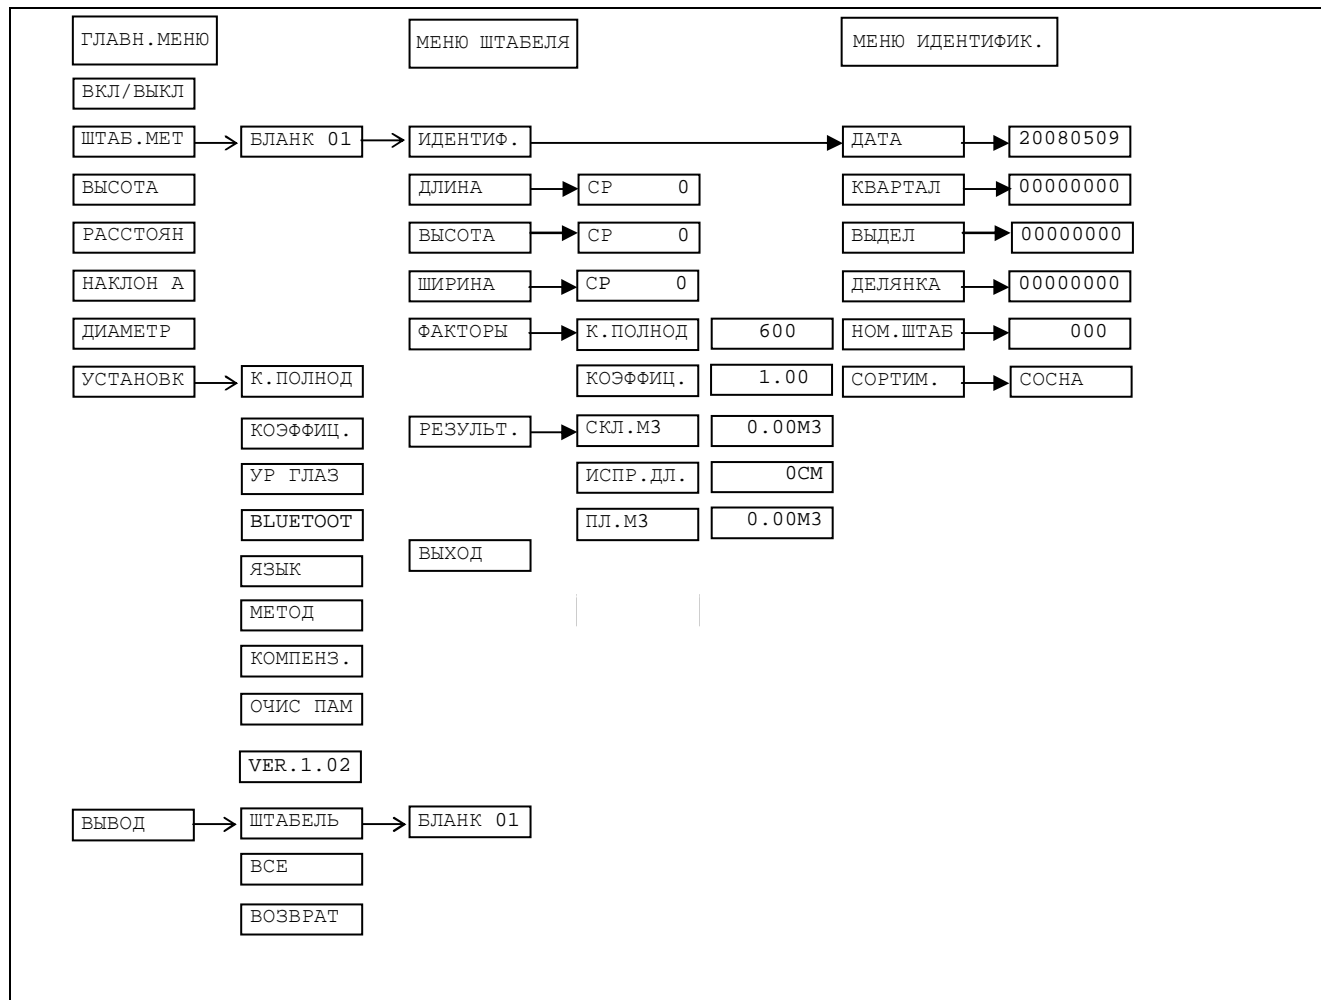 ГЛАВН.МЕНЮ МЕНЮ ШТАБЕЛЯ МЕНЮ ИДЕНТИФИК.
ВКЛ/ВЫКЛ
ШТАБ.МЕТ БЛАНК 01 ИДЕНТИФ. ДАТА 20080509
ВЫСОТА ДЛИНА СР 0 КВАРТАЛ 00000000
РАССТОЯН ВЫСОТА СР 0 ВЫДЕЛ 00000000
НАКЛОН А ШИРИНА СР 0 ДЕЛЯНКА 00000000
ДИАМЕТР ФАКТОРЫ К.ПОЛНОД 600 НОМ.ШТАБ 000
УСТАНОВК К.ПОЛНОД КОЭФФИЦ. 1.00 СОРТИМ. СОСНА
КОЭФФИЦ. РЕЗУЛЬТ. СКЛ.М3 0.00М3
УР ГЛАЗ ИСПР.ДЛ. 0СМ
BLUETOOT ПЛ.М3 0.00М3
ВЫХОД
ЯЗЫК
МЕТОД
КОМПЕНЗ.
ОЧИС ПАМ
VER.1.02
ВЫВОД ШТАБЕЛЬ БЛАНК 01
ВСЕ
ВОЗВРАТ